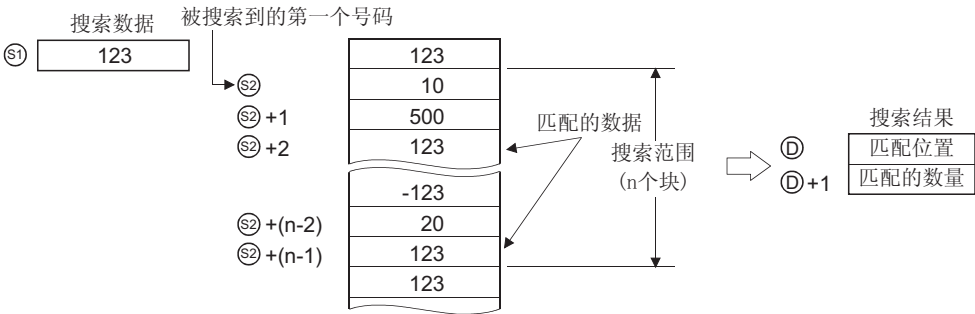 搜索数据
被搜索到的第一个号码
S1 123
123
S2 10
S2 +1 500
S2 +2 123
-123
S2 +(n-2) 20
S2 +(n-1) 123
123
匹配的数据
搜索范围
(n个块)
搜索结果
D 匹配位置
D +1 匹配的数量